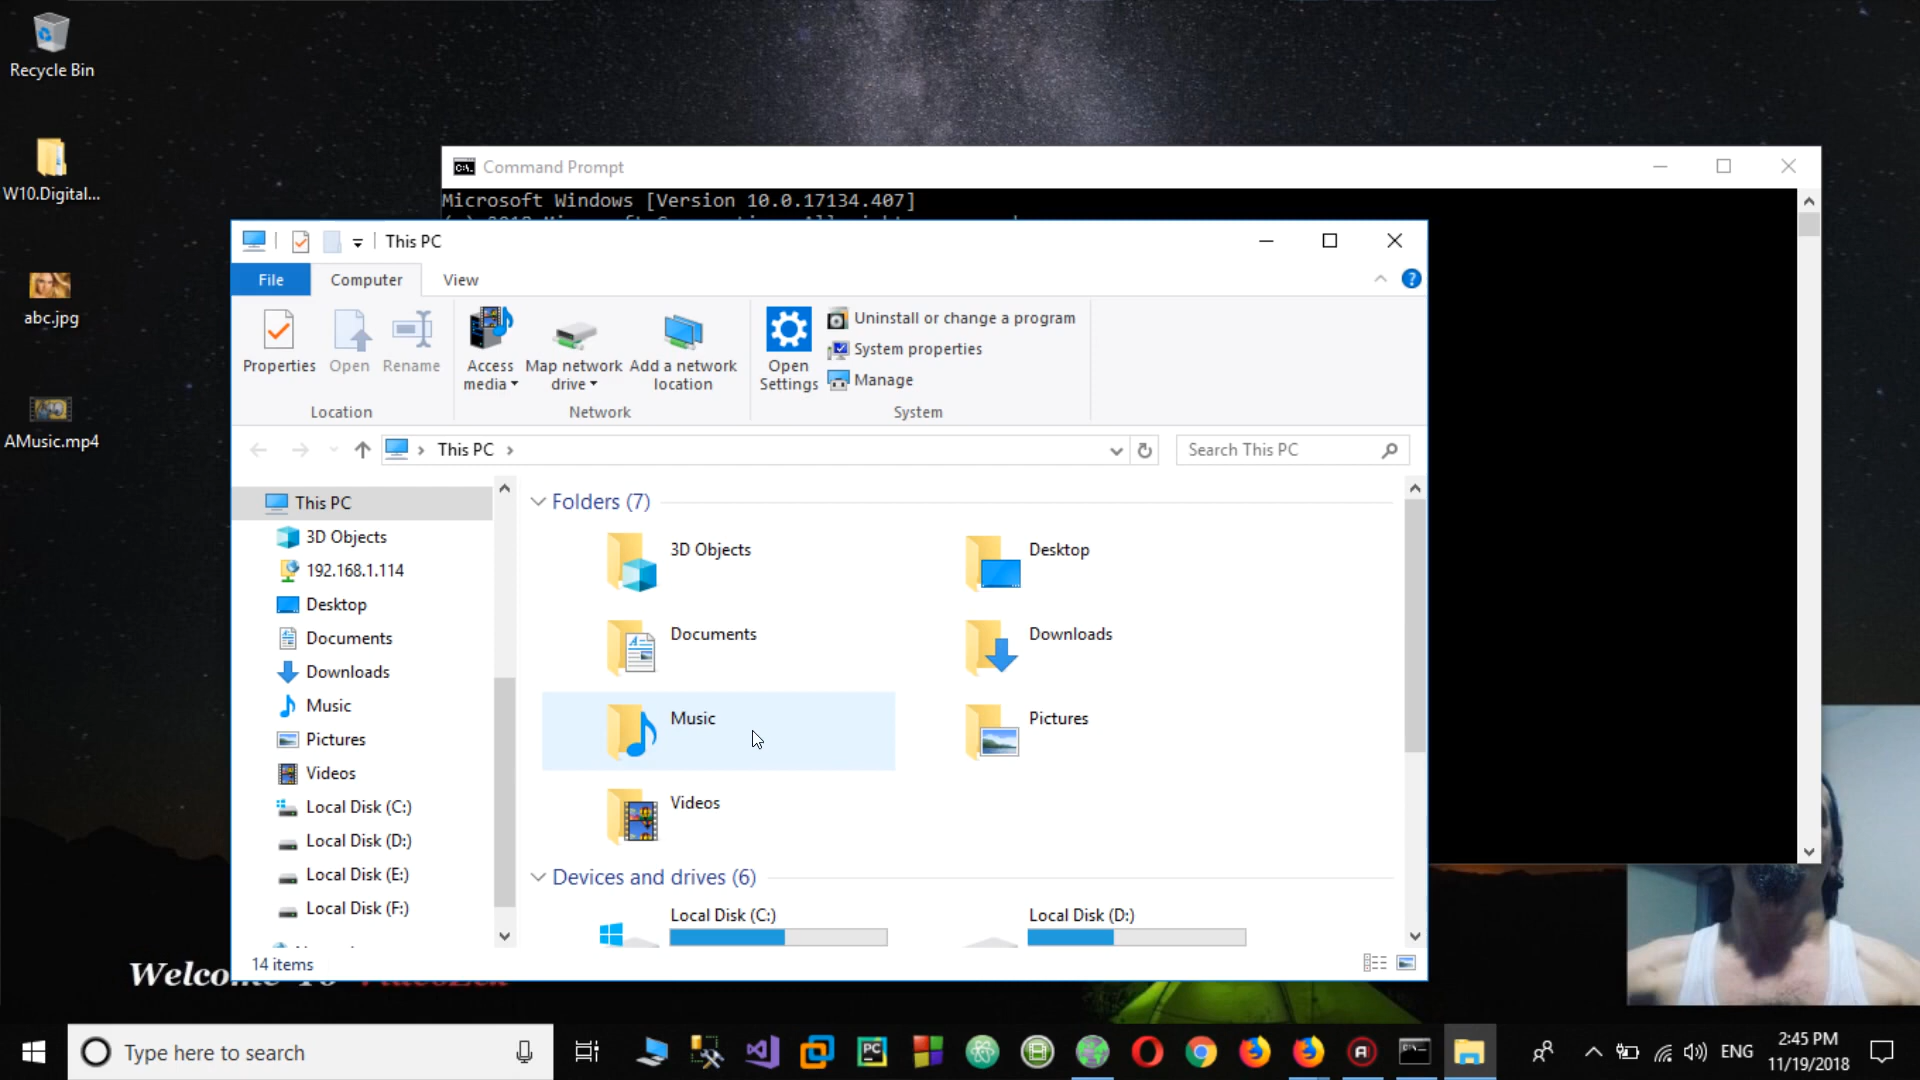 Recycle Bin
W10.Digital...
abc.jpg
AMusic.mp4
Command Prompt
Microsoft Windows [Version 10.0.17134.407]
This PC
File
Computer
View
Properties
Open
Rename
Access media
Map network drive
Add a network location
Open Settings
Uninstall or change a program
System properties
Manage
Location
Network
System
This PC
Search This PC
This PC
3D Objects
192.168.1.114
Desktop
Documents
Downloads
Music
Pictures
Videos
Local Disk (C:)
Local Disk (D:)
Local Disk (E:)
Local Disk (F:)
Folders (7)
3D Objects
Desktop
Documents
Downloads
Music
Pictures
Videos
Devices and drives (6)
Local Disk (C:)
Local Disk (D:)
14 items
Type here to search
ENG
2:45 PM
11/19/2018